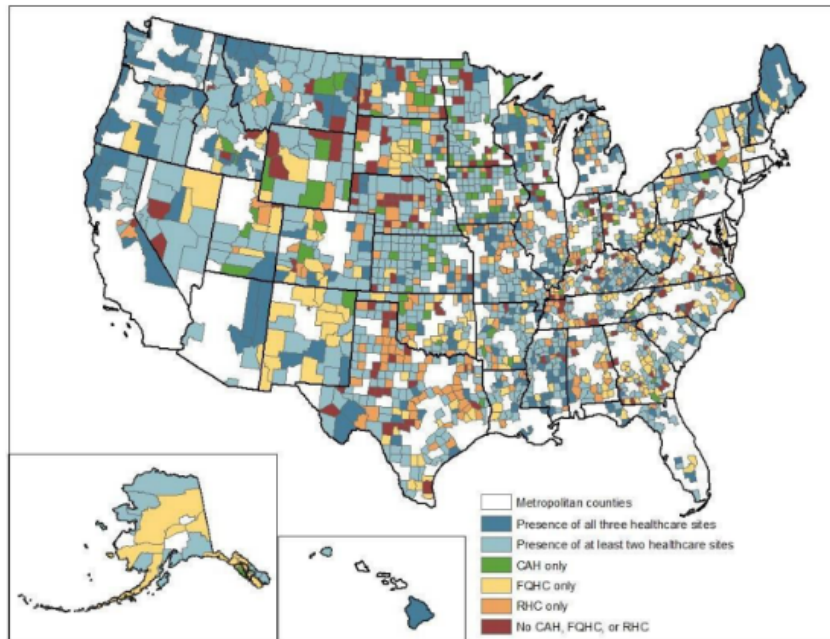 Metropolitan counties
Presence of all three healthcare sites
Presence of at least two healthcare sites
CAH only
FQHC only
RHC only
No CAH, FQHC, or RHC